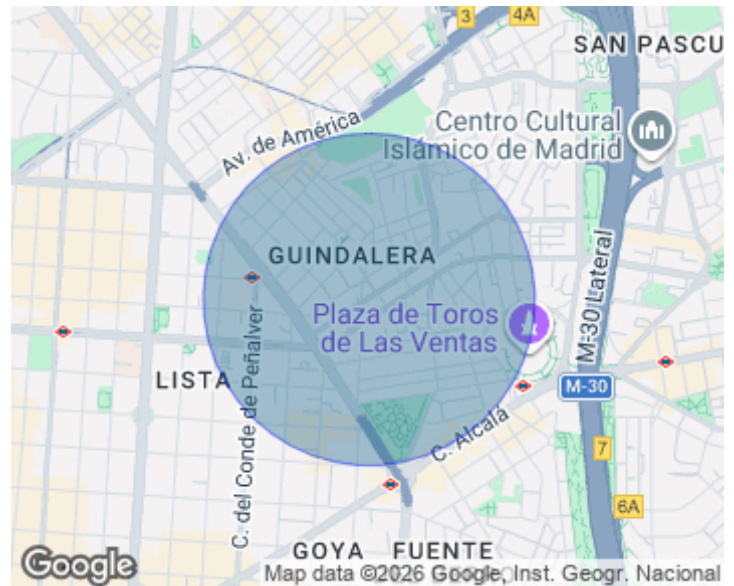 3
4A
SAN PASCU
Av. de América
Centro Cultural
Islámico de Madrid
GUINDALERA
M-30 Lateral
Plaza de Toros
de Las Ventas
C. del Conde de Peñalver
LISTA
M-30
C. Alcalá
7
6A
GOYA
FUENTE
Google
Map data ©2026 Google, Inst. Geogr. Nacional